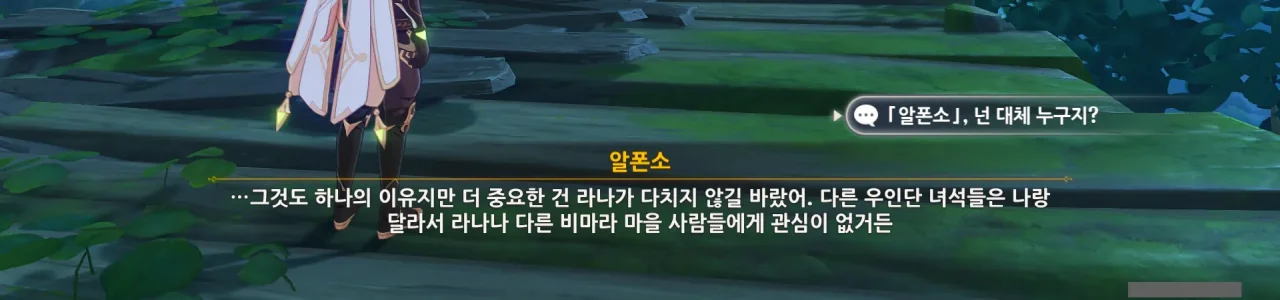 「알폰소」, 넌 대체 누구지?
알폰소
…그것도 하나의 이유지만 더 중요한 건 라나가 다치지 않길 바랐어. 다른 우인단 녀석들은 나랑
달라서 라나나 다른 비마라 마을 사람들에게 관심이 없거든